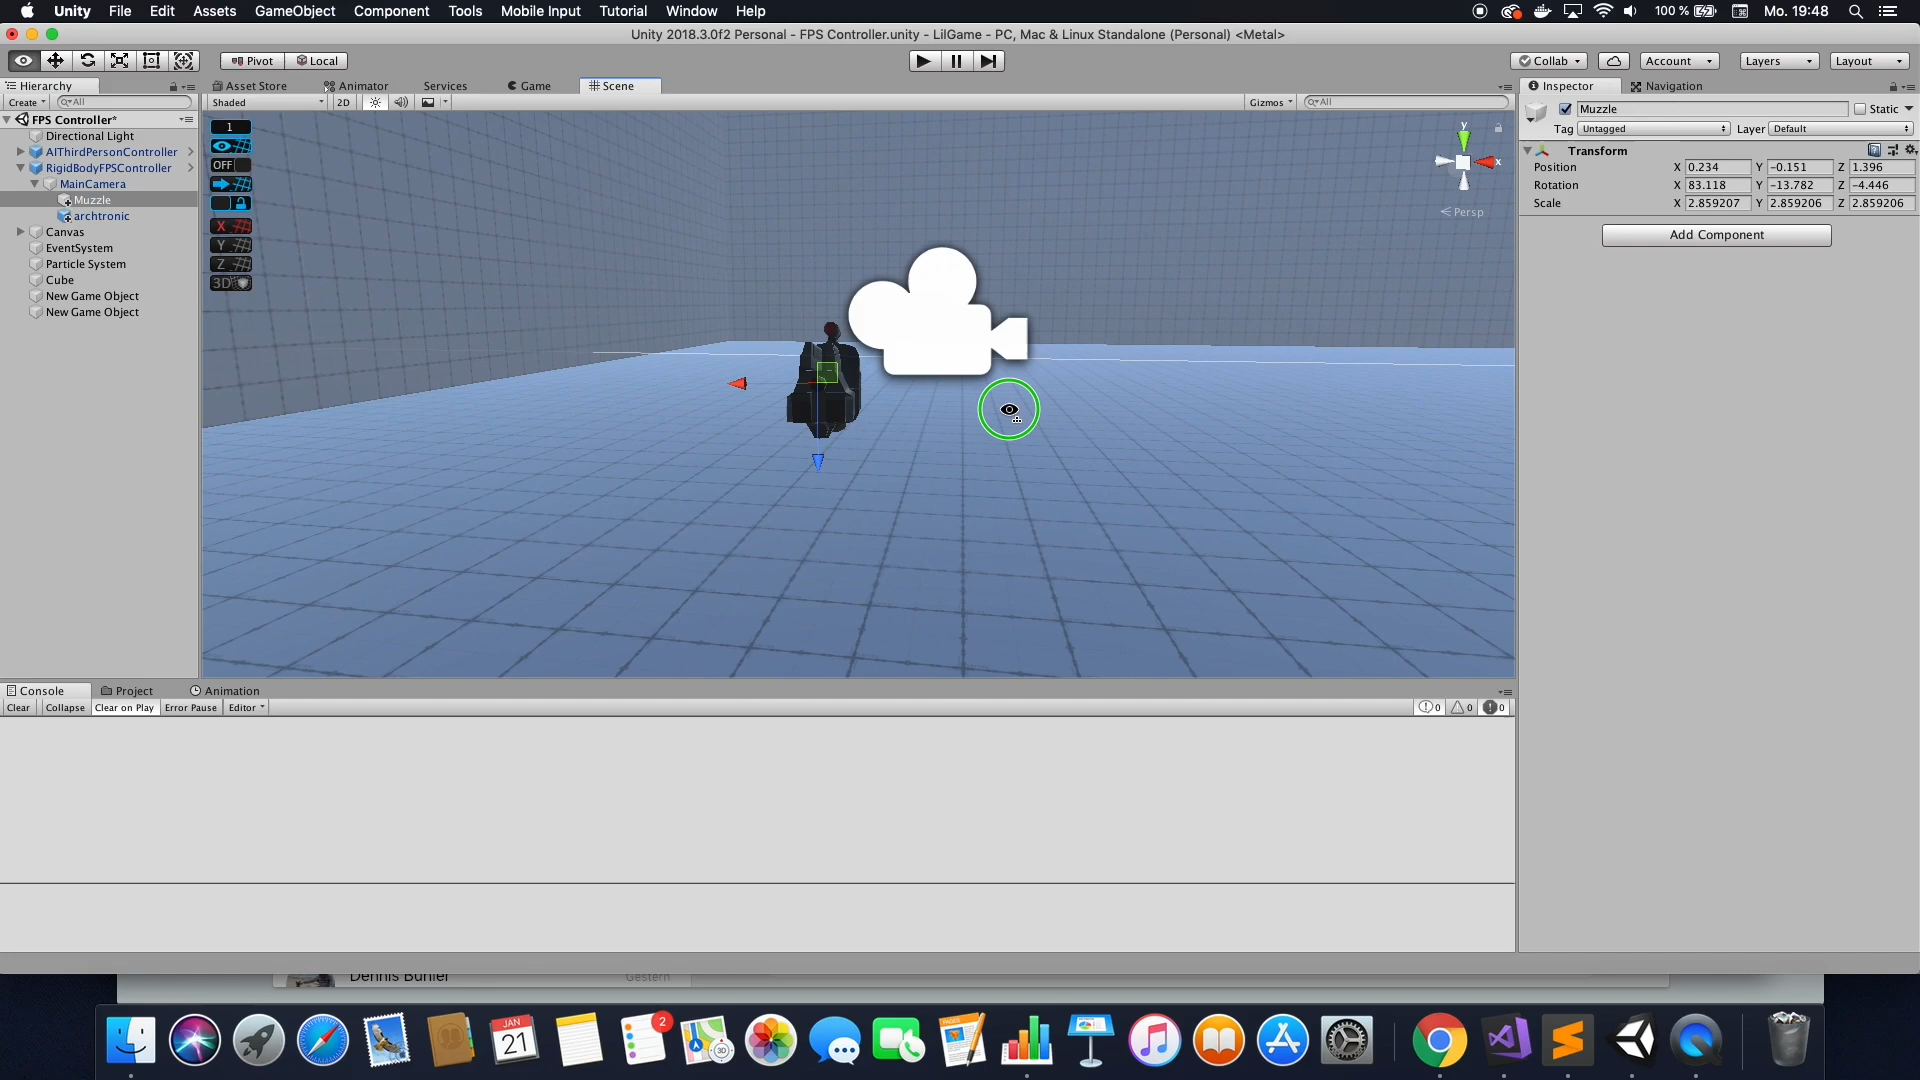 Unity File Edit Assets GameObject Component Tools Mobile Input Tutorial Window Help 100 % Mo. 19:48
Unity 2018.3.0f2 Personal - FPS Controller.unity - LilGame - PC, Mac & Linux Standalone (Personal) <Metal>
Pivot Local Collab Account Layers Layout
Hierarchy Asset Store Animator Services Game Scene Inspector Navigation
Create All Shaded 2D Gizmos All Muzzle Static
Tag Untagged Layer Default
FPS Controller*
Directional Light
AIThirdPersonController
RigidBodyFPSController
MainCamera
Muzzle
archtronic
Canvas
EventSystem
Particle System
Cube
New Game Object
New Game Object
1
OFF
X
Y
Z
3D
y
x
Persp
Transform
Position X 0.234 Y -0.151 Z 1.396
Rotation X 83.118 Y -13.782 Z -4.446
Scale X 2.859207 Y 2.859206 Z 2.859206
Add Component
Console Project Animation
Clear Collapse Clear on Play Error Pause Editor 0 0 0
Dennis Bühler Gestern
JAN
21
2
3D
PAGES